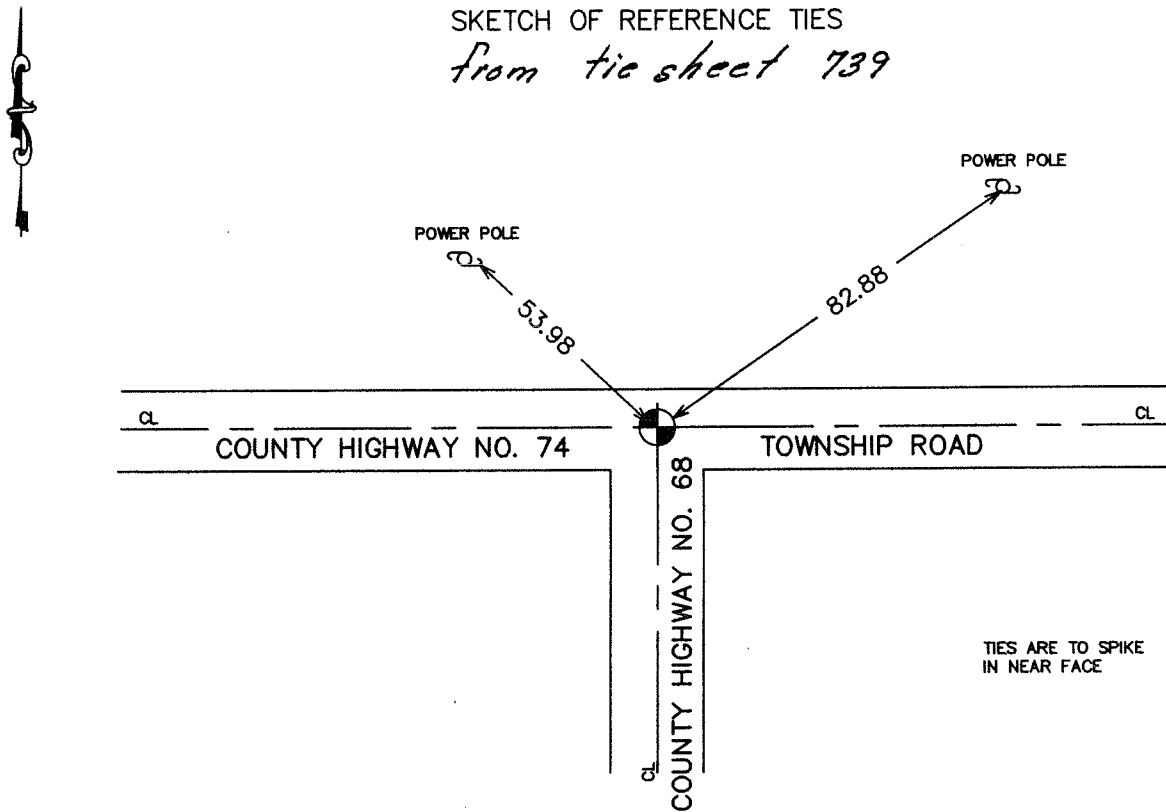 SKETCH OF REFERENCE TIES
from tie sheet 739
POWER POLE
POWER POLE
53.98
82.88
CL
CL
COUNTY HIGHWAY NO. 74
TOWNSHIP ROAD
COUNTY HIGHWAY NO. 68
CL
TIES ARE TO SPIKE
IN NEAR FACE